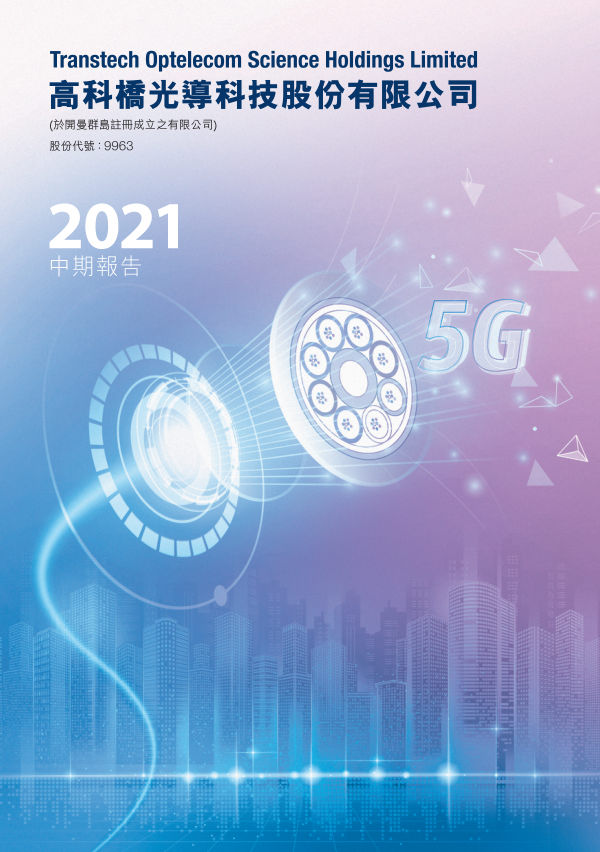 Transtech Optelecom Science Holdings Limited
高科橋光導科技股份有限公司
(於開曼群島註冊成立之有限公司)
股份代號：9963
2021
中期報告
5G